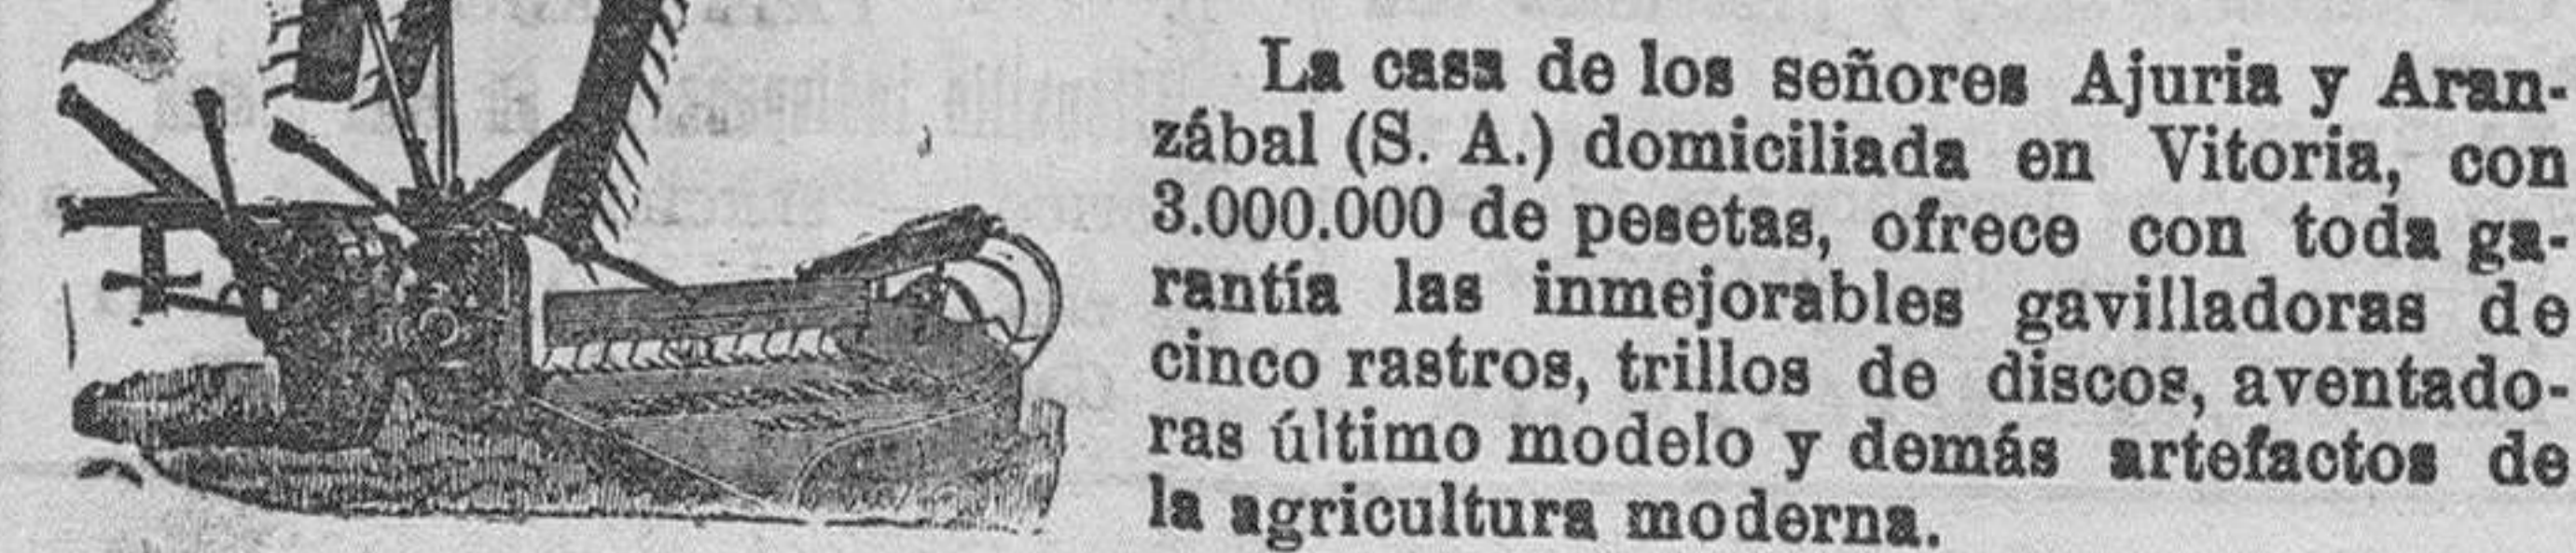 La casa de los señores Ajuria y Aran-
zábal (S. A.) domiciliada en Vitoria, con
3.000.000 de pesetas, ofrece con toda ga-
rantía las inmejorables gavilladoras de
cinco rastros, trillos de discos, aventado-
ras último modelo y demás artefactos de
la agricultura moderna.